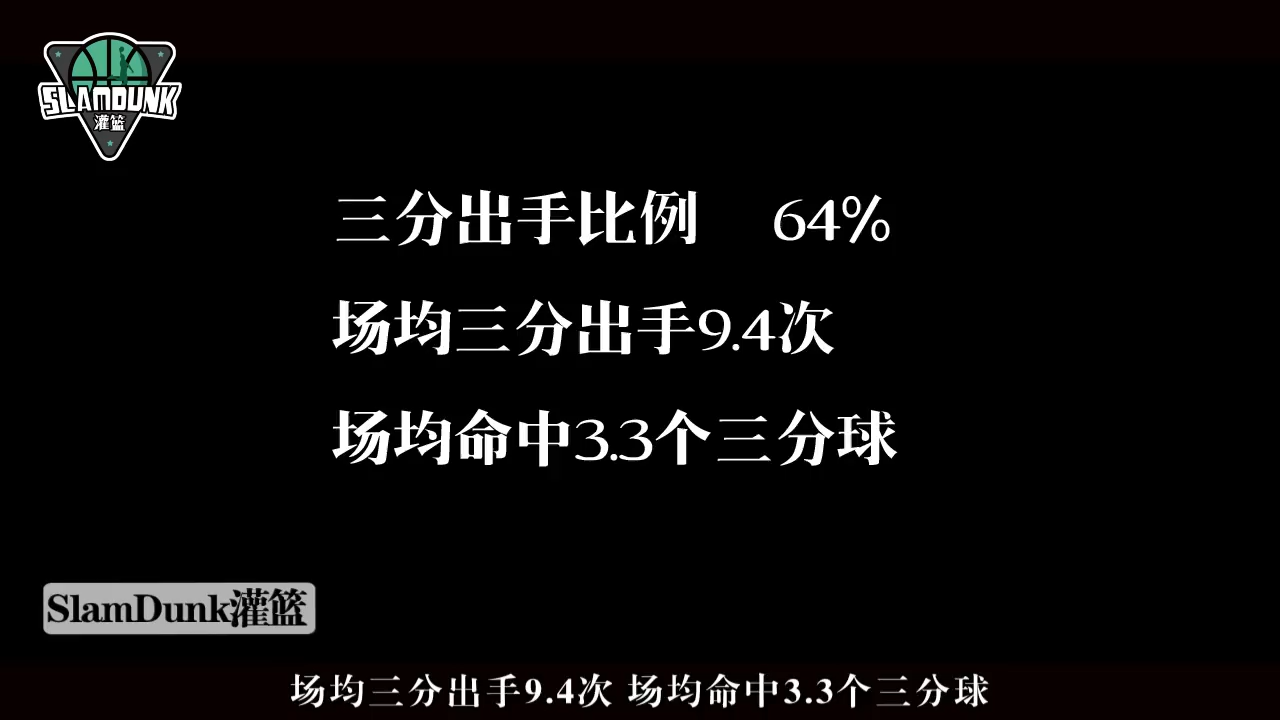 SLAMDUNK
灌篮
三分出手比例 64%
场均三分出手9.4次
场均命中3.3个三分球
SlamDunk灌篮
场均三分出手9.4次 场均命中3.3个三分球